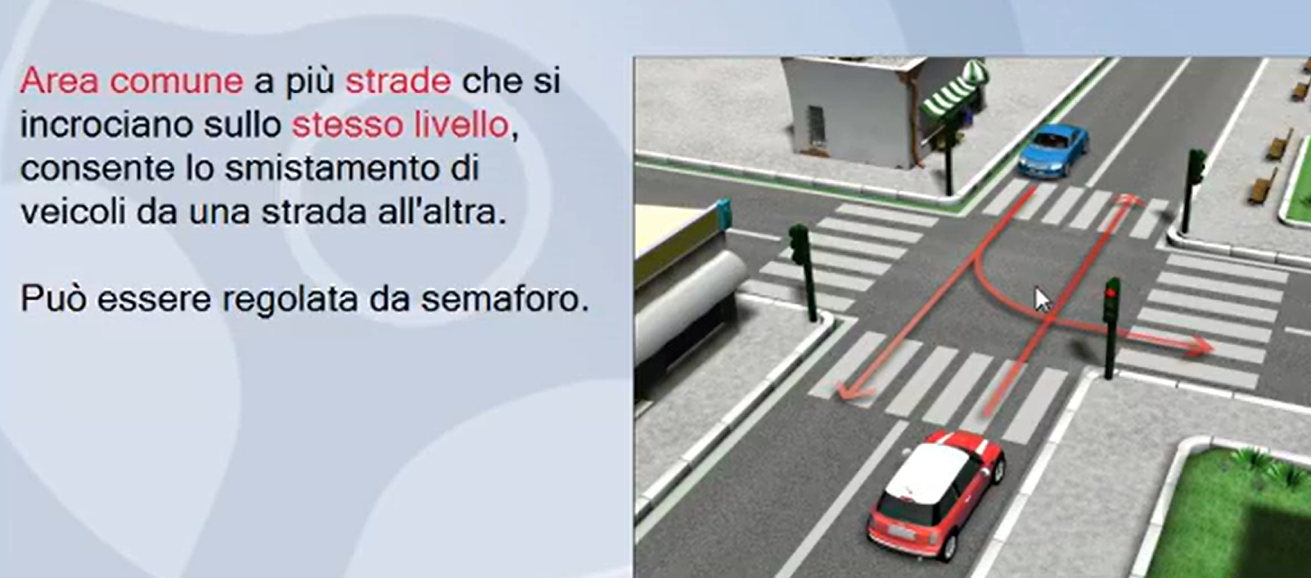 Area comune a più strade che si
incrociano sullo stesso livello,
consente lo smistamento di
veicoli da una strada all'altra.
Può essere regolata da semaforo.